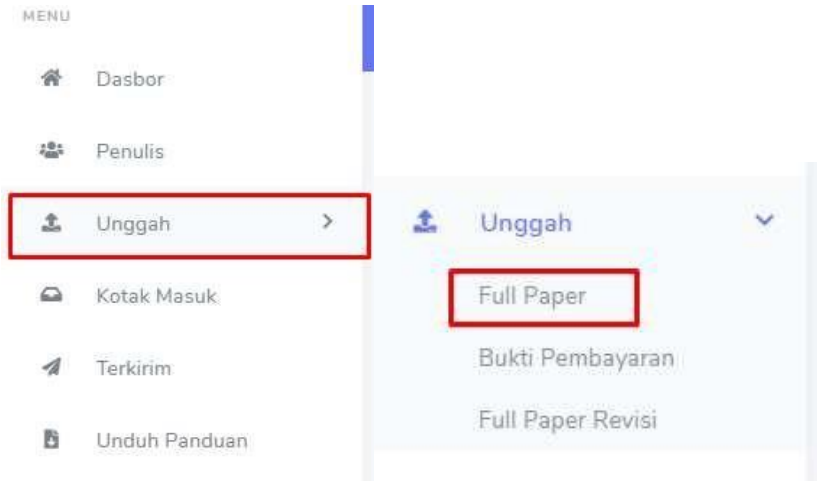 MENU
Dasbor
Penulis
Unggah
Kotak Masuk
Terkirim
Unduh Panduan
Unggah
Full Paper
Bukti Pembayaran
Full Paper Revisi